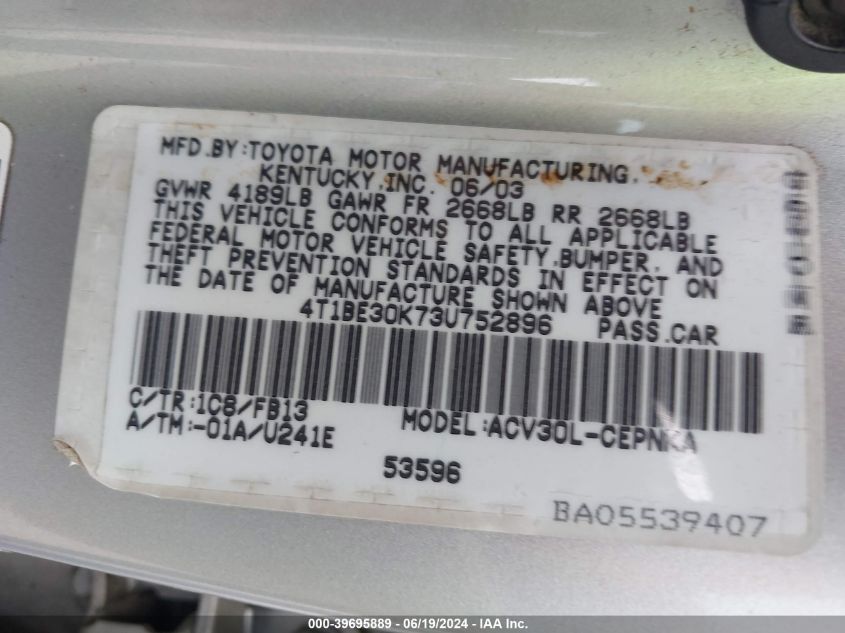 MFD.BY:TOYOTA MOTOR MANUFACTURING,
KENTUCKY,INC. 06/03
GVWR 4189LB GAWR FR 2668LB RR 2668LB
THIS VEHICLE CONFORMS TO ALL APPLICABLE
FEDERAL MOTOR VEHICLE SAFETY,BUMPER, AND
THEFT PREVENTION STANDARDS IN EFFECT ON
THE DATE OF MANUFACTURE SHOWN ABOVE
4T1BE30K73U752896 PASS.CAR
C/TR:1C8/FB13 MODEL:ACV30L-CEPNKA
A/TM:-01A/U241E
53596
BA05539407
000-39695889 - 06/19/2024 - IAA Inc.